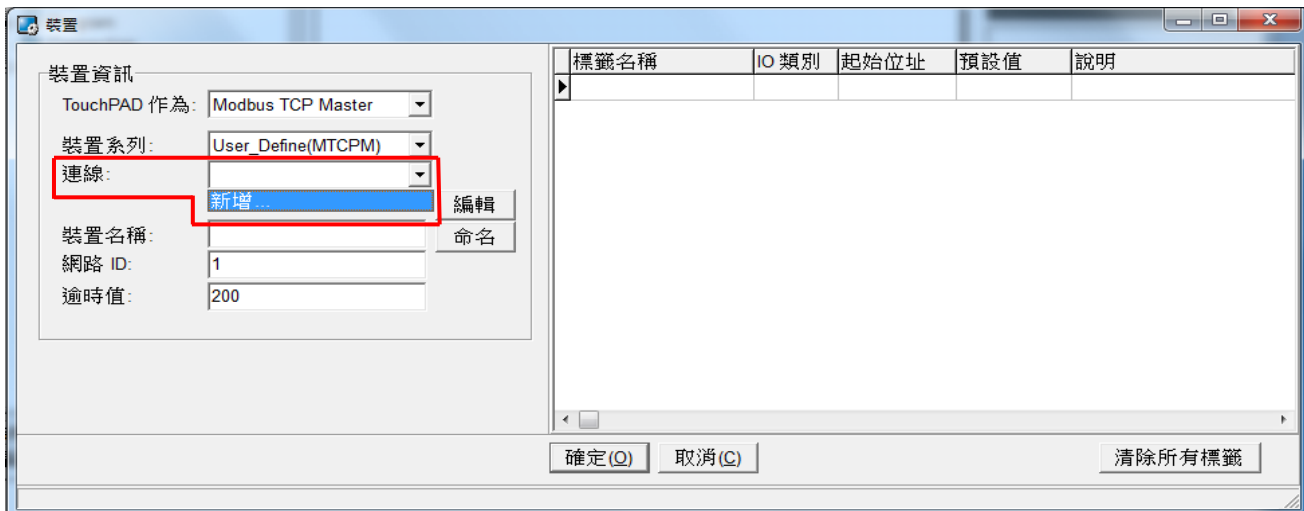 裝置
裝置資訊
TouchPAD 作為: Modbus TCP Master
裝置系列: User_Define(MTCPM)
連線:
新增...
編輯
裝置名稱:
命名
網路 ID: 1
逾時值: 200
標籤名稱 IO 類別 起始位址 預設值 說明
確定(O) 取消(C) 清除所有標籤